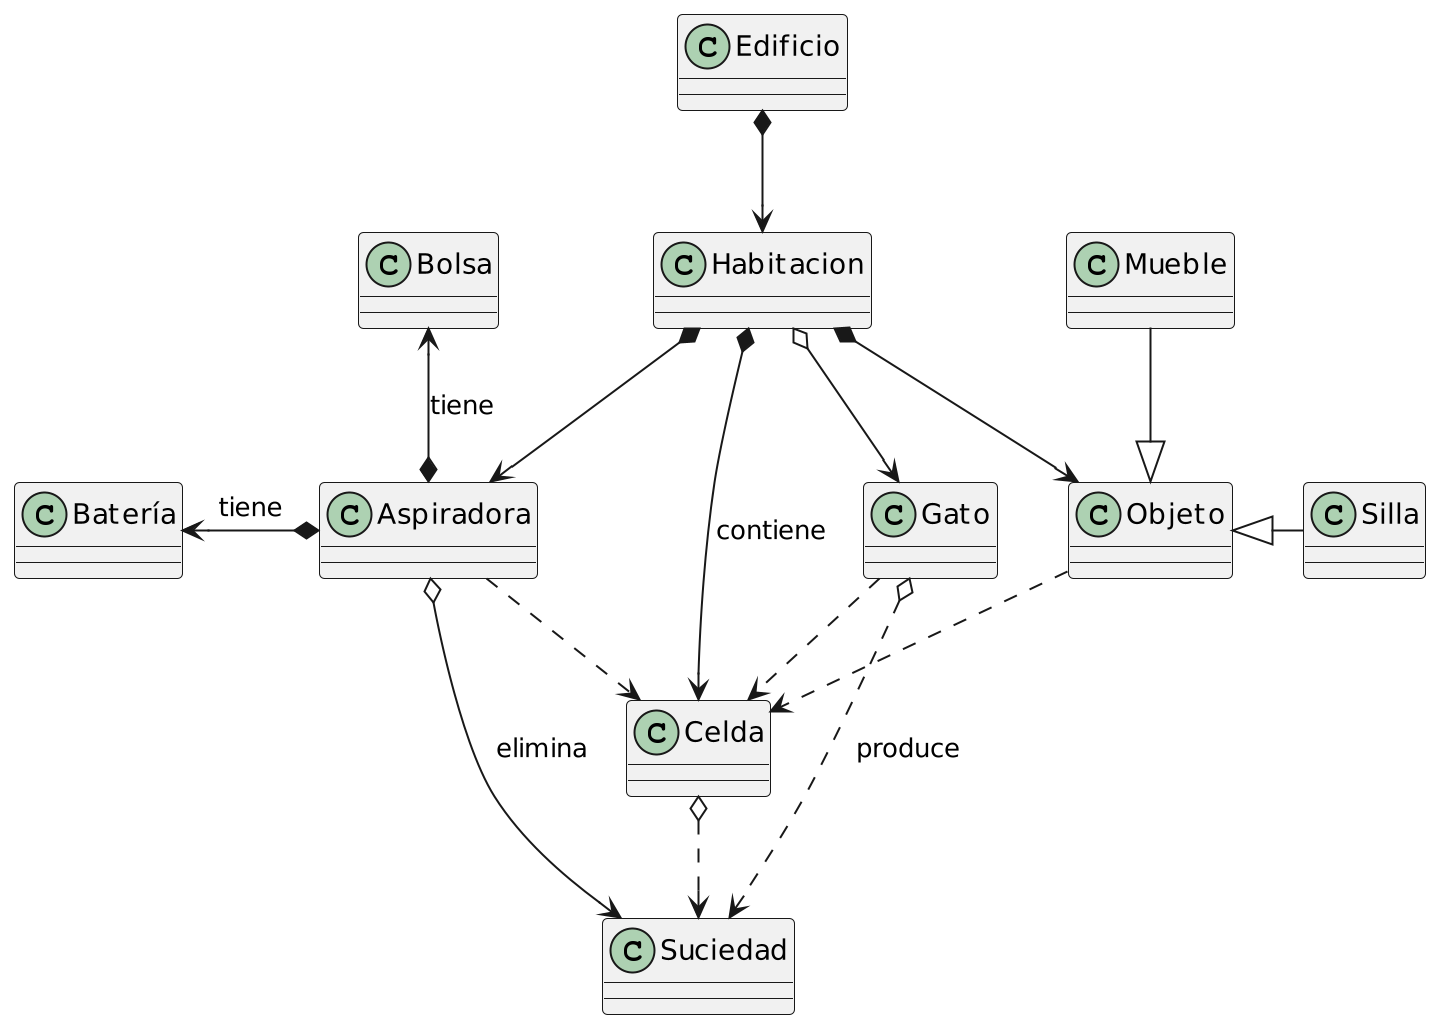 C Edificio
C Bolsa
C Habitacion
C Mueble
tiene
C Batería
tiene
C Aspiradora
contiene
C Gato
C Objeto
C Silla
elimina
C Celda
produce
C Suciedad